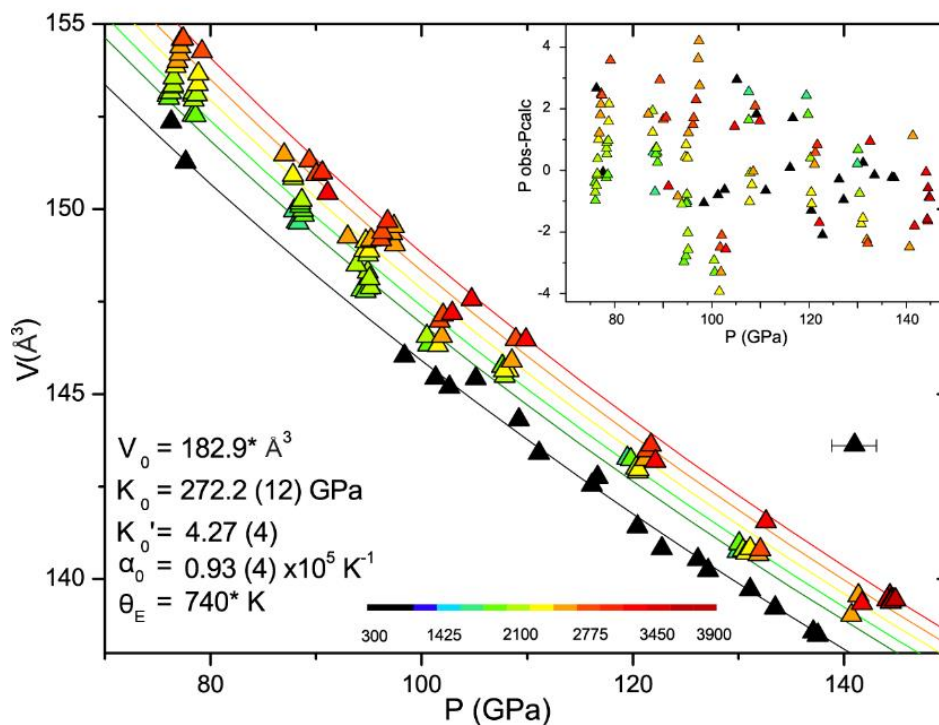 155
150
145
140
V(Å³)
80
100
120
140
P (GPa)
4
2
0
-2
-4
P obs-Pcalc
80
100
120
140
P (GPa)
V₀ = 182.9* Å³
K₀ = 272.2 (12) GPa
K₀' = 4.27 (4)
α₀ = 0.93 (4) x10⁵ K⁻¹
θ_E = 740* K
300 1425 2100 2775 3450 3900